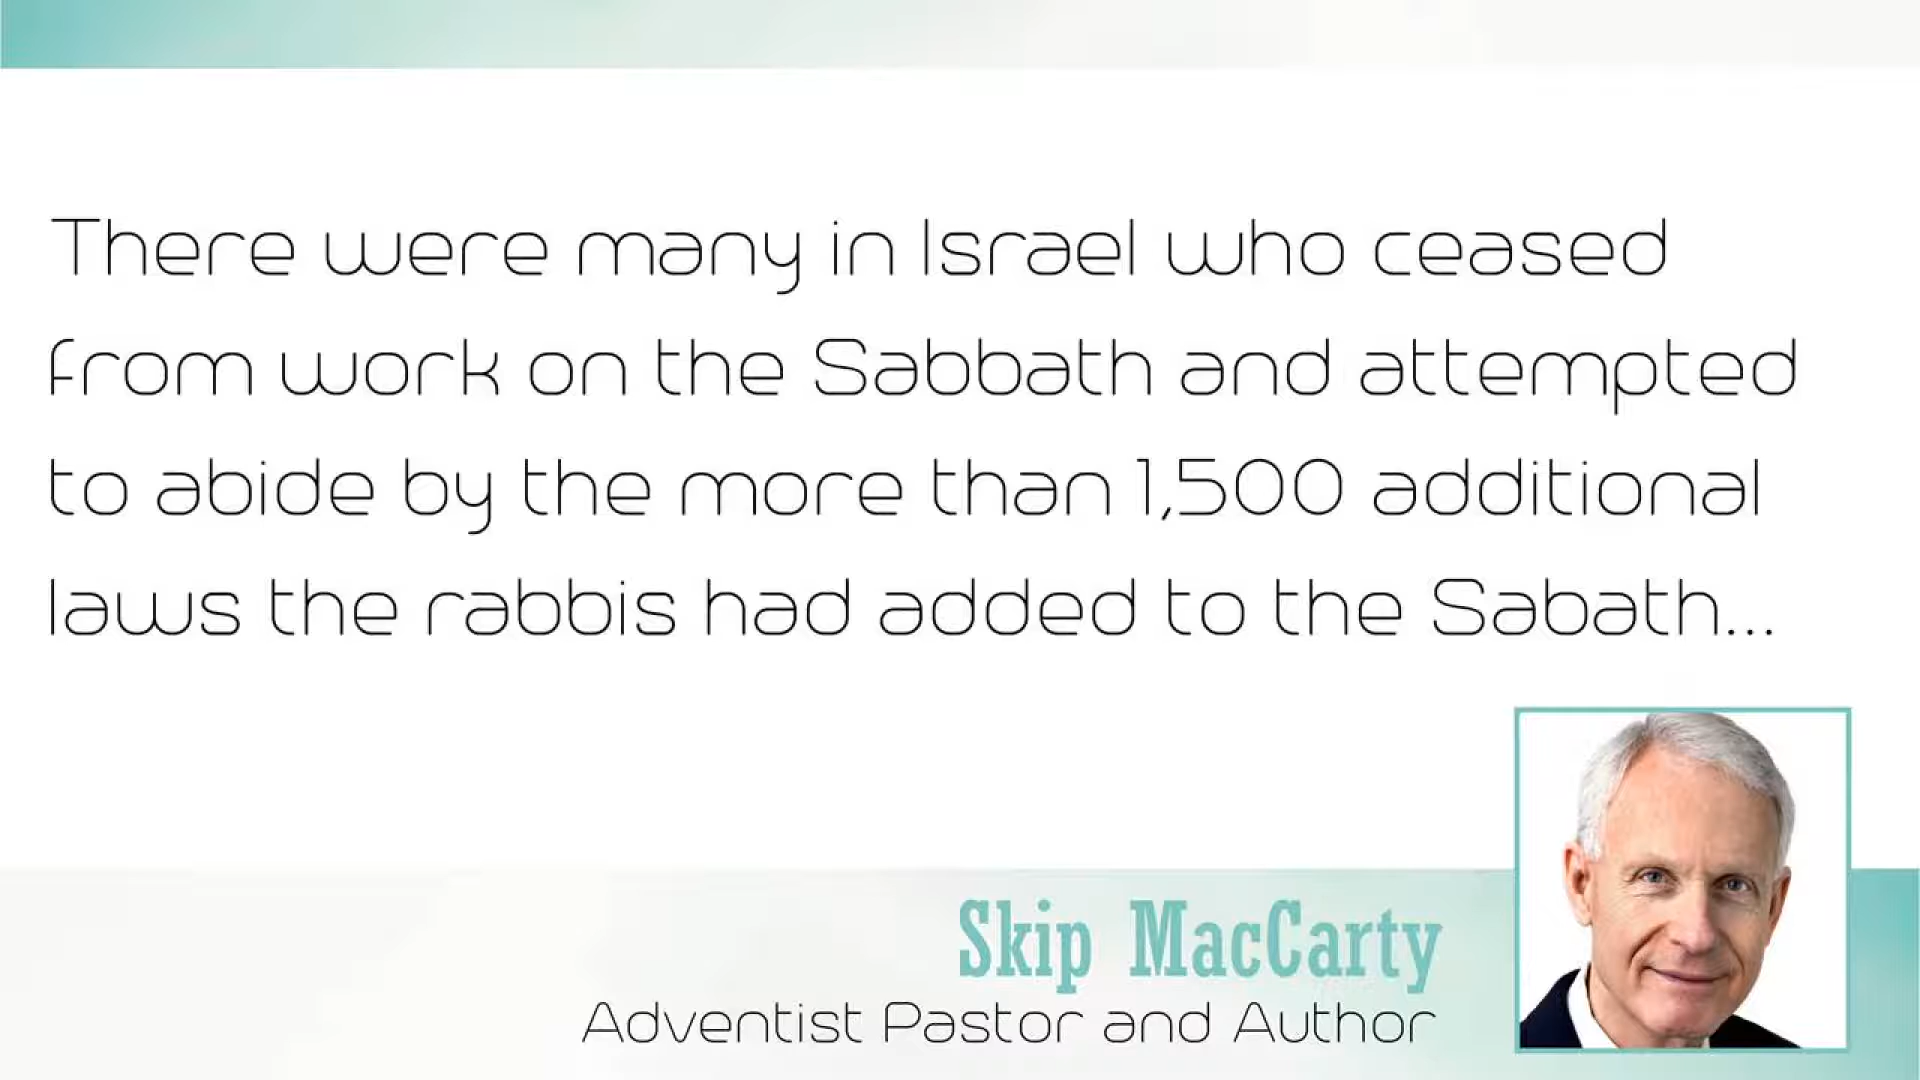 There were many in Israel who ceased
from work on the Sabbath and attempted
to abide by the more than 1,500 additional
laws the rabbis had added to the Sabath...
Skip MacCarty
Adventist Pastor and Author